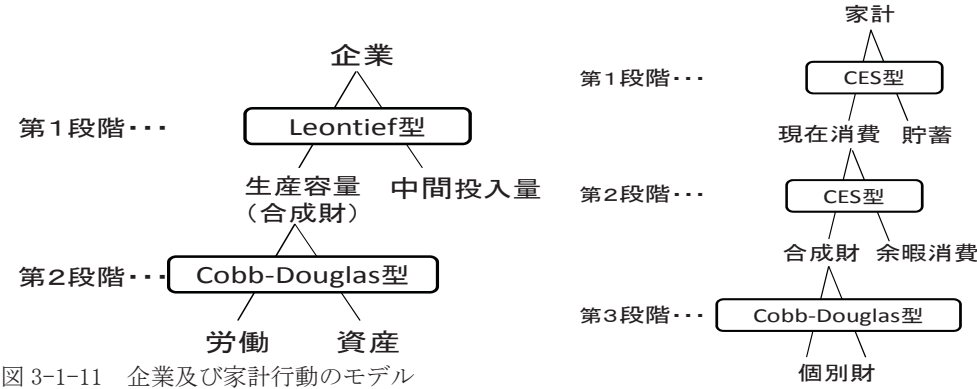 企業
第1段階・・・
Leontief型
生産容量
(合成財)
中間投入量
第2段階・・・
Cobb-Douglas型
労働
資産
家計
第1段階・・・
CES型
現在消費
貯蓄
第2段階・・・
CES型
合成財
余暇消費
第3段階・・・
Cobb-Douglas型
個別財
図 3-1-11 企業及び家計行動のモデル